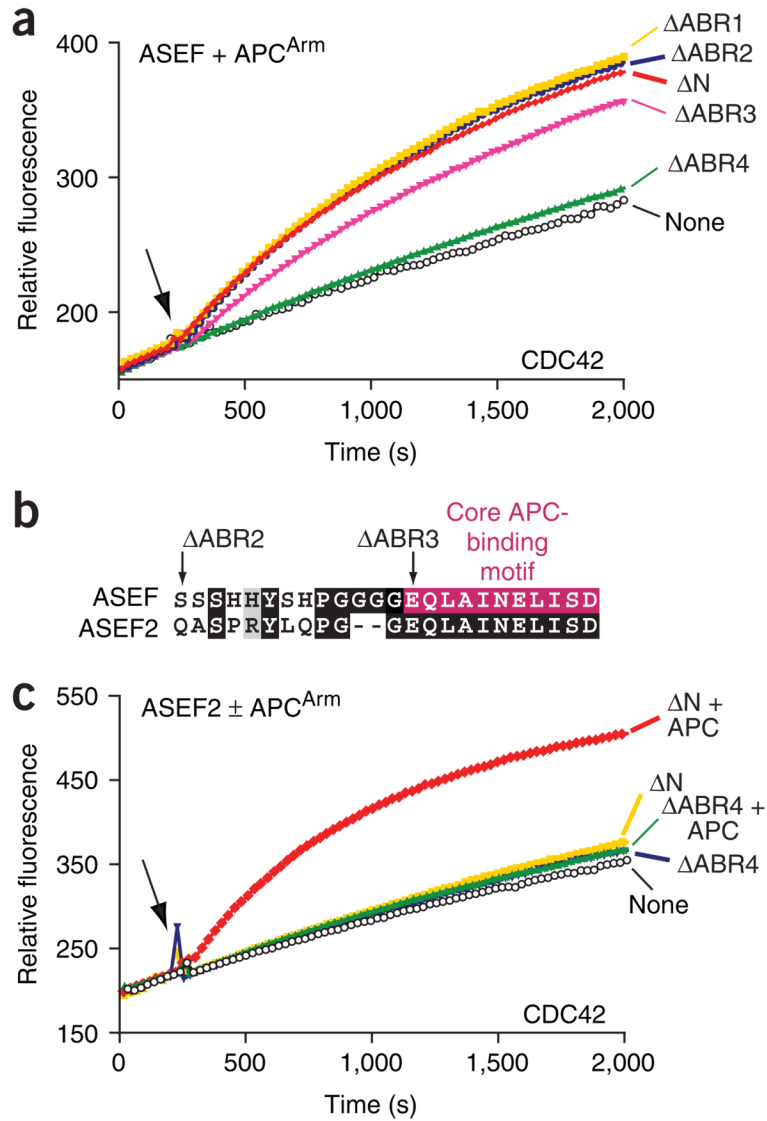 a
ASEF + APC^Arm
ΔABR1
ΔABR2
ΔN
ΔABR3
ΔABR4
None
400
300
200
Relative fluorescence
CDC42
0 500 1,000 1,500 2,000
Time (s)
b
ΔABR2 ΔABR3 Core APC-
binding
motif
ASEF SSSHHYSHPGGGGEQLAINELISD
ASEF2 QASPRYLQPG--GEQLAINELISD
c
ASEF2 ± APC^Arm
ΔN +
APC
ΔN
ΔABR4 +
APC
ΔABR4
None
550
450
350
250
150
Relative fluorescence
CDC42
0 500 1,000 1,500 2,000
Time (s)